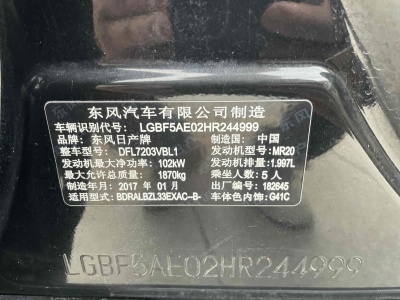 东风汽车有限公司制造
车辆识别代号: LGBF5AE02HR244999
品牌: 东风日产牌 制造国: 中国
整车型号: DFL7203VBL1 发动机型号: MR20
发动机最大净功率: 102kW 发动机排量: 1.997L
最大允许总质量: 1870kg 乘坐人数: 5 人
制造年月: 2017 年 01 月 出厂编号: 182645
适用型号: BDRALBZL33EXAC-B- 车体色内饰: G41C
LGBF5AE02HR244999